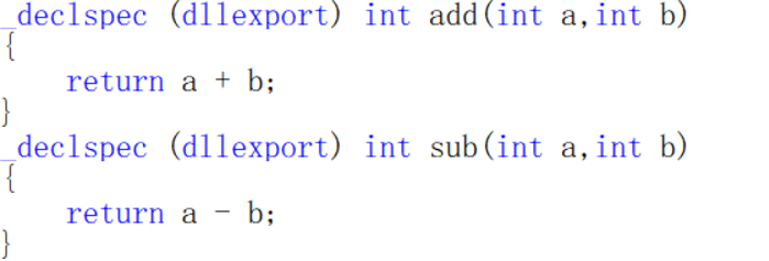 _declspec (dllexport) int add(int a,int b)
{
    return a + b;
}
_declspec (dllexport) int sub(int a,int b)
{
    return a - b;
}